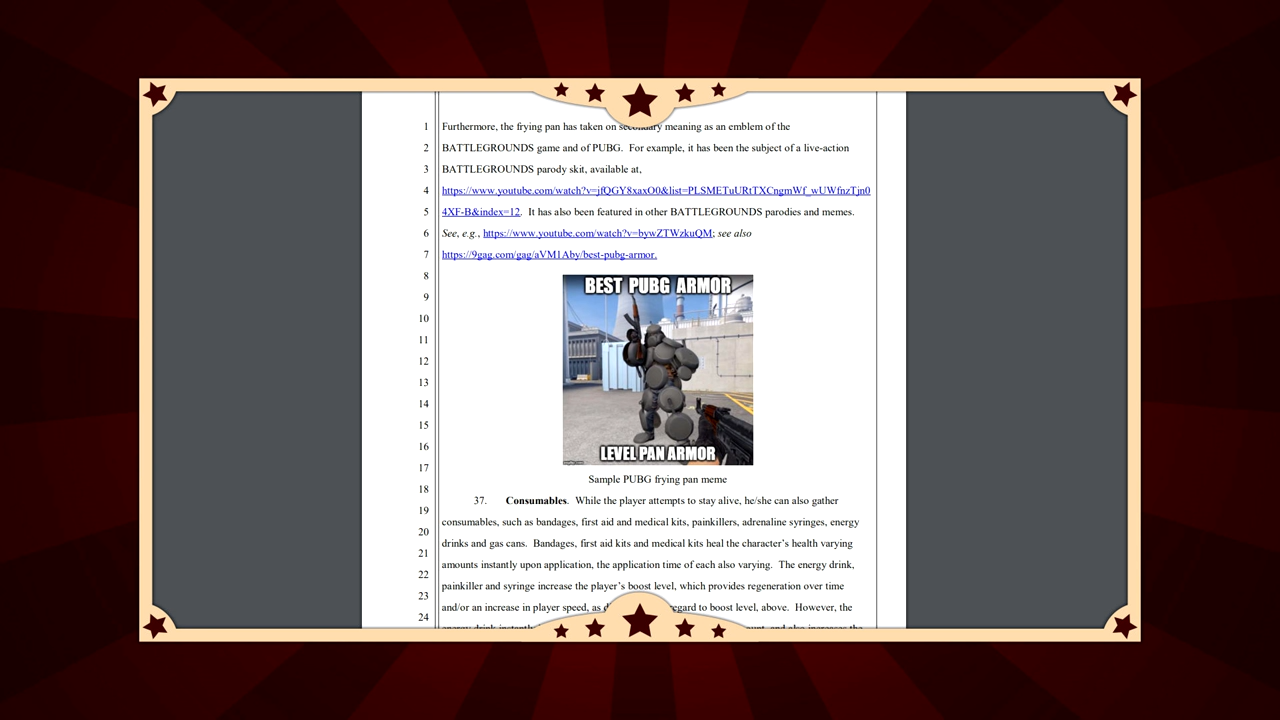 1 Furthermore, the frying pan has taken on secondary meaning as an emblem of the
2 BATTLEGROUNDS game and of PUBG. For example, it has been the subject of a live-action
3 BATTLEGROUNDS parody skit, available at,
4 https://www.youtube.com/watch?v=jfQGY8xaxO0&list=PLSMETuURtTXCngmWf_wUWfnzTjn0
5 4XF-B&index=12. It has also been featured in other BATTLEGROUNDS parodies and memes.
6 See, e.g., https://www.youtube.com/watch?v=bywZTWzkuQM; see also
7 https://9gag.com/gag/aVM1Aby/best-pubg-armor.
8
BEST PUBG ARMOR
9
10
11
12
13
14
15
16
LEVEL PAN ARMOR
17
Sample PUBG frying pan meme
18
37. Consumables. While the player attempts to stay alive, he/she can also gather
19
consumables, such as bandages, first aid and medical kits, painkillers, adrenaline syringes, energy
20
drinks and gas cans. Bandages, first aid kits and medical kits heal the character's health varying
21
amounts instantly upon application, the application time of each also varying. The energy drink,
22
painkiller and syringe increase the player's boost level, which provides regeneration over time
23
and/or an increase in player speed, as regard to boost level, above. However, the
24
energy drink instantly and also increases the